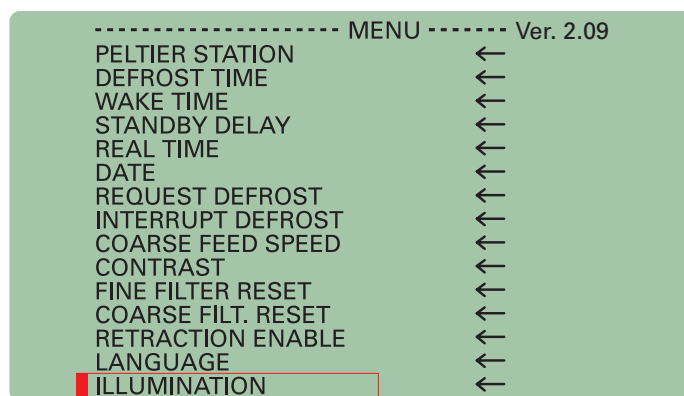 --------------------- MENU ------- Ver. 2.09
PELTIER STATION ←
DEFROST TIME ←
WAKE TIME ←
STANDBY DELAY ←
REAL TIME ←
DATE ←
REQUEST DEFROST ←
INTERRUPT DEFROST ←
COARSE FEED SPEED ←
CONTRAST ←
FINE FILTER RESET ←
COARSE FILT. RESET ←
RETRACTION ENABLE ←
LANGUAGE ←
ILLUMINATION ←